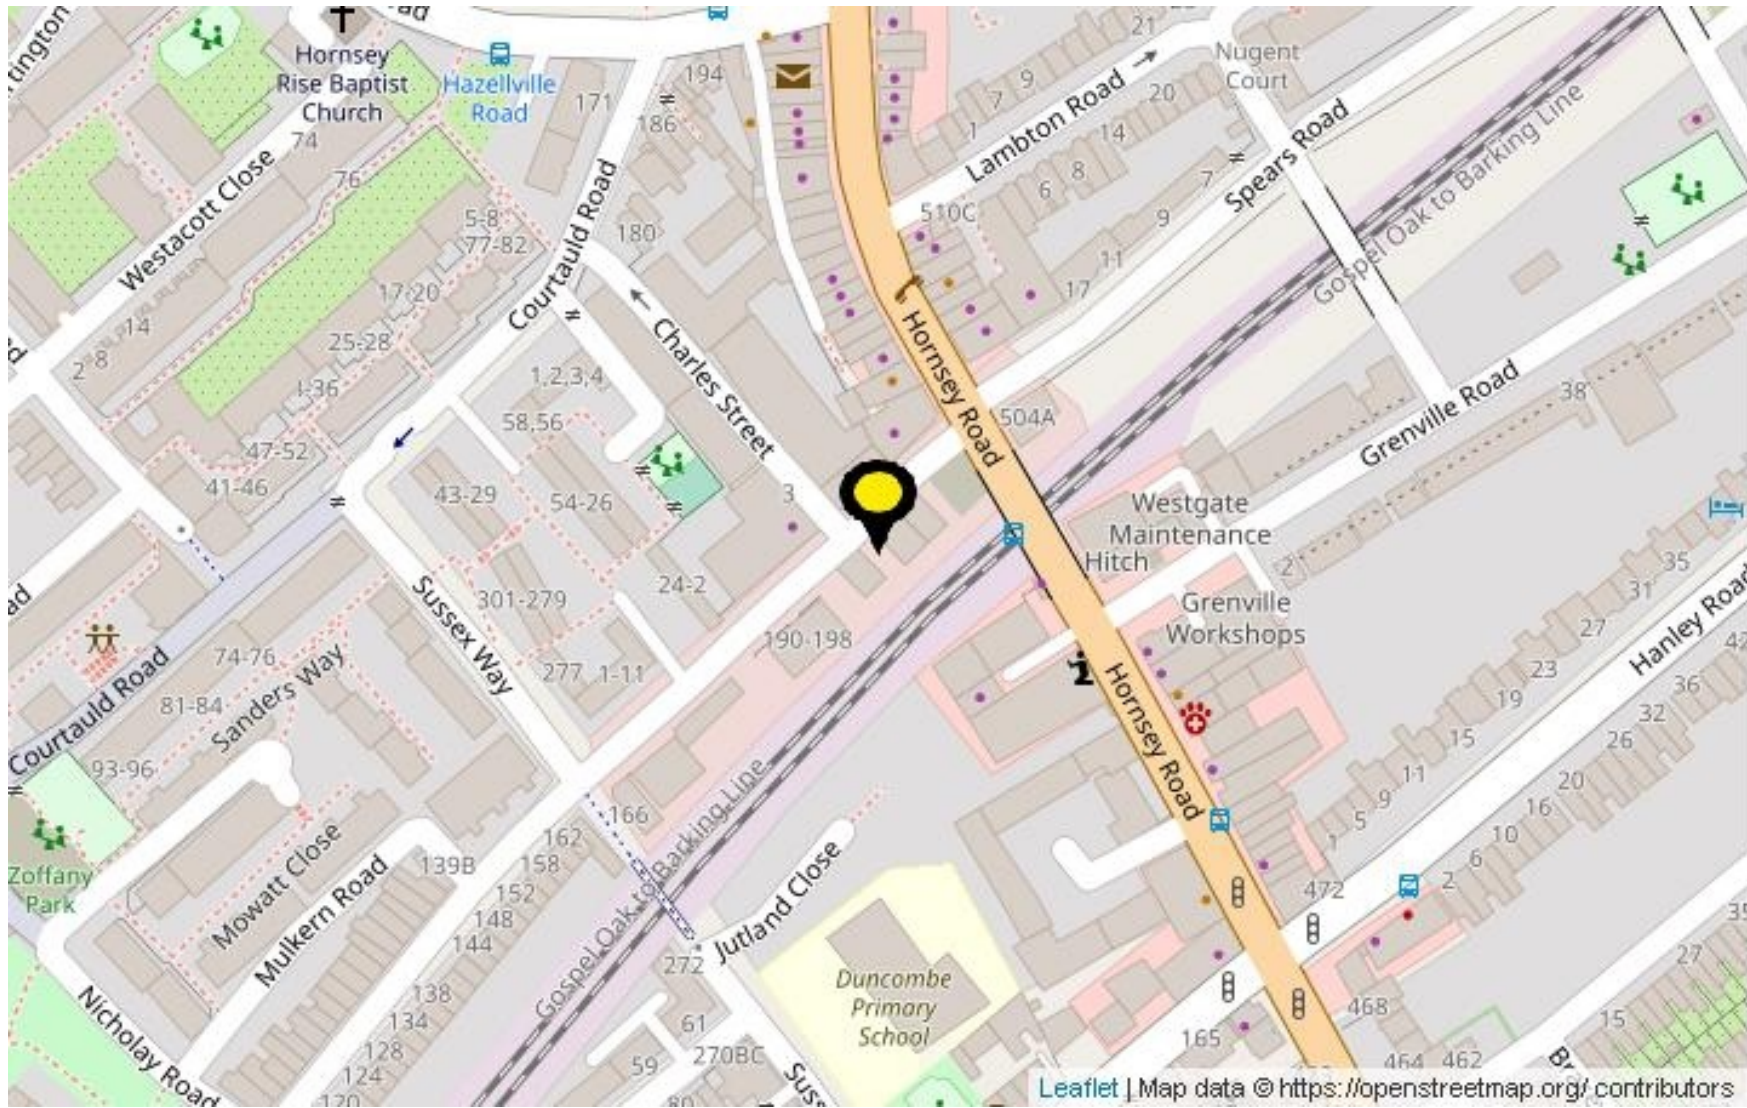 Hornsey
Rise Baptist
Church
Hazellville
Road
194
171
186
74
76
Westacott Close
5-8
77-82
180
17-20
14
2
8
25-28
Courtauld Road
Charles Street
1,2,3,4
58,56
47-52
41-46
43-29
54-26
3
21
9
7
1
Lambton Road
20
14
8
6
510C
Nugent
Court
7
9
11
17
Spears Road
Gospel Oak to Barking Line
Hornsey Road
504A
38
Grenville Road
Westgate
Maintenance
Hitch
2
Grenville
Workshops
35
31
27
23
19
15
11
9
5
1
Hanley Road
36
32
26
20
16
10
6
2
Sussex Way
301-279
24-2
277
1-11
190-198
74-76
81-84
Sanders Way
Courtauld Road
93-96
Zoffany
Park
Mowatt Close
Mulkern Road
139B
166
162
158
152
148
144
138
134
128
124
120
Nicholay Road
Gospel Oak to Barking Line
Jutland Close
272
61
59
270BC
80
Duncombe
Primary
School
Hornsey Road
472
468
165
464
462
27
15
Leaflet | Map data © https://openstreetmap.org/ contributors